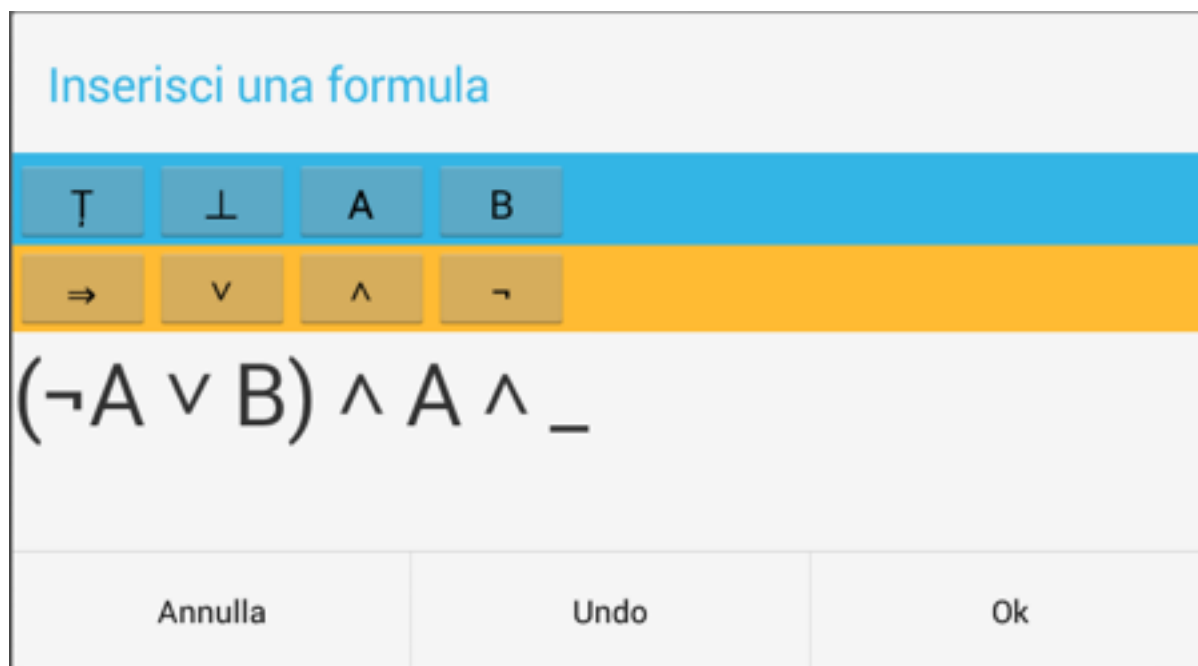 Inserisci una formula
Ṭ ⊥ A B
⇒ ∨ ∧ ¬
(¬A ∨ B) ∧ A ∧ _
Annulla Undo Ok